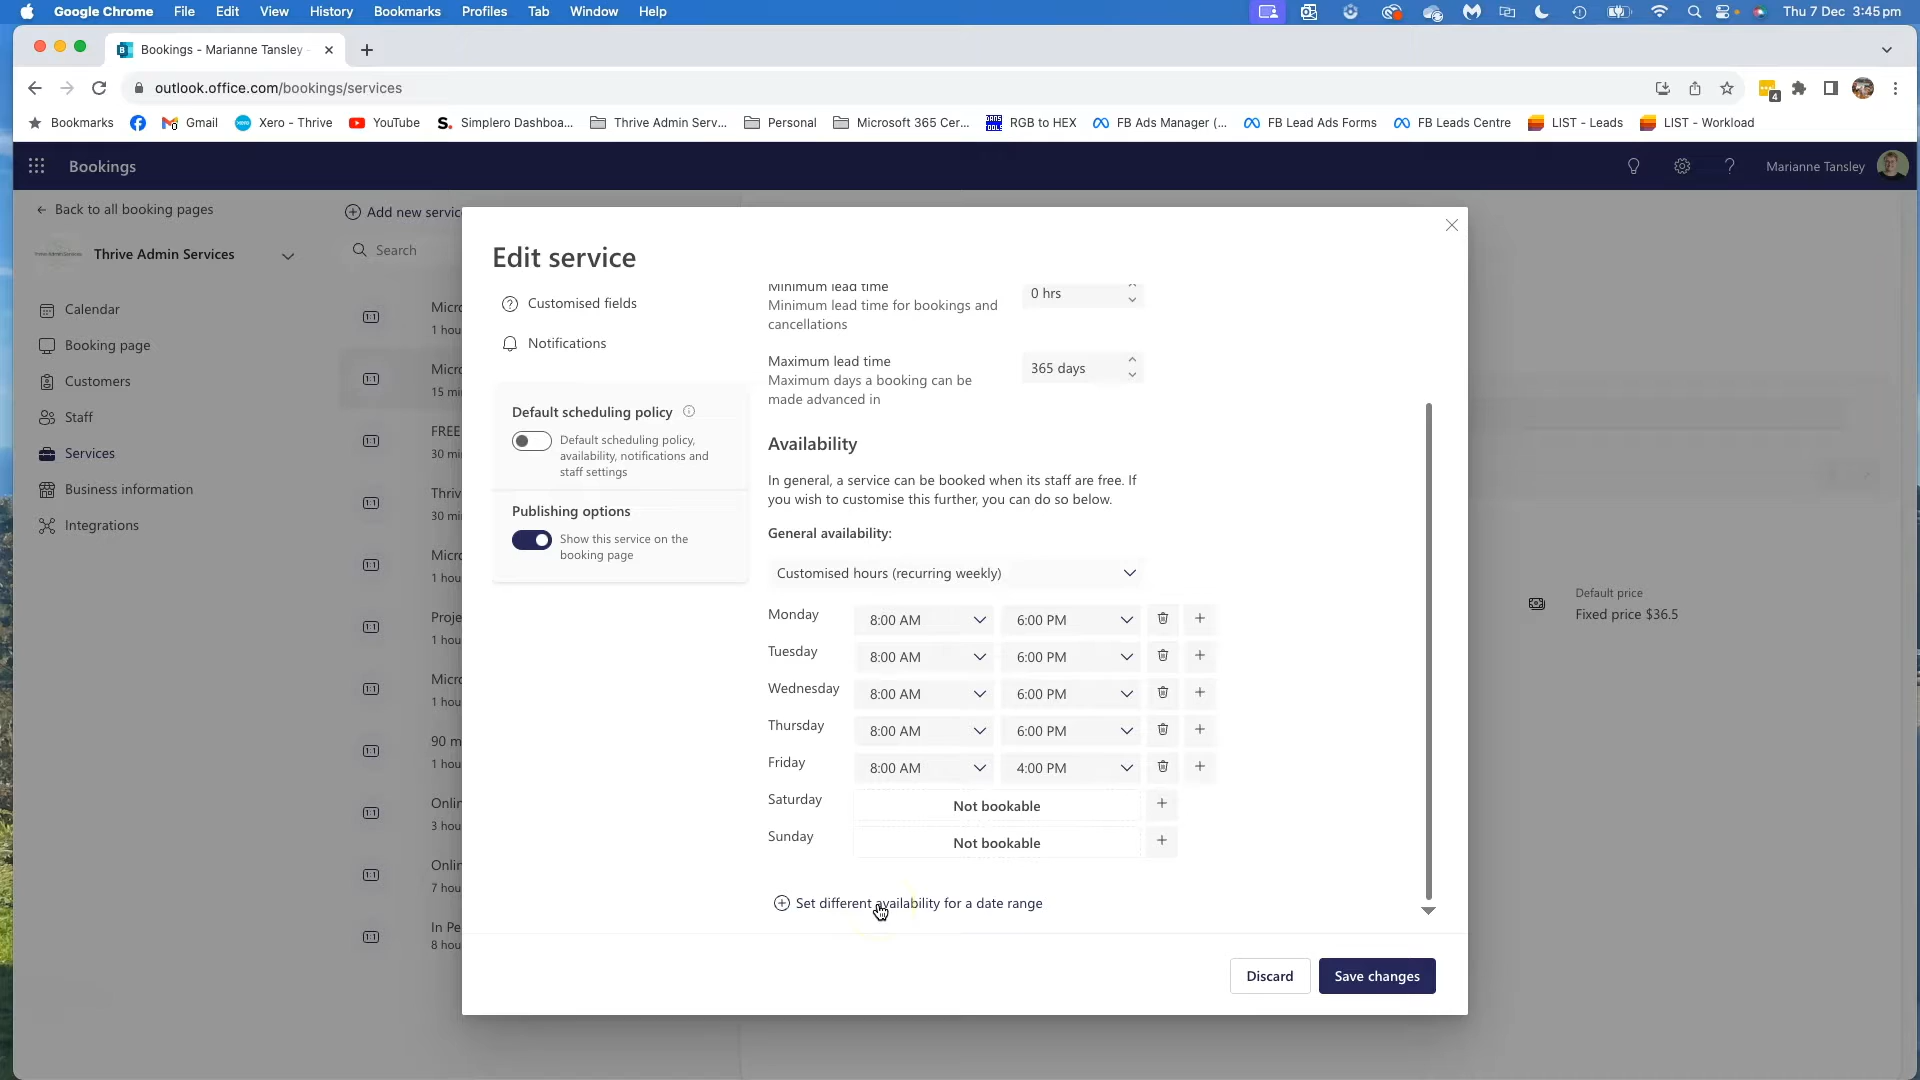 Google Chrome File Edit View History Bookmarks Profiles Tab Window Help Thu 7 Dec 3:45 pm
Bookings - Marianne Tansley
outlook.office.com/bookings/services
4
Bookmarks Gmail Xero - Thrive YouTube S. Simplero Dashboa... Thrive Admin Serv... Personal Microsoft 365 Cer... RGB to HEX FB Ads Manager (... FB Lead Ads Forms FB Leads Centre LIST - Leads LIST - Workload
Bookings Marianne Tansley
Back to all booking pages
Thrive Admin Services
Calendar
Booking page
Customers
Staff
Services
Business information
Integrations
Add new servic
Search
Micro
1 hou
Micro
15 mi
FREE
30 mi
Thriv
30 mi
Micro
1 hou
Proje
1 hou
Micro
1 hou
90 m
1 hou
Onlin
3 hou
Onlin
7 hou
In Pe
8 hou
Edit service
Customised fields
Notifications
Default scheduling policy
Default scheduling policy,
availability, notifications and
staff settings
Publishing options
Show this service on the
booking page
Minimum lead time
Minimum lead time for bookings and
cancellations
0 hrs
Maximum lead time
Maximum days a booking can be
made advanced in
365 days
Availability
In general, a service can be booked when its staff are free. If
you wish to customise this further, you can do so below.
General availability:
Customised hours (recurring weekly)
Monday 8:00 AM 6:00 PM
Tuesday 8:00 AM 6:00 PM
Wednesday 8:00 AM 6:00 PM
Thursday 8:00 AM 6:00 PM
Friday 8:00 AM 4:00 PM
Saturday Not bookable
Sunday Not bookable
Set different availability for a date range
Discard Save changes
Default price
Fixed price $36.5